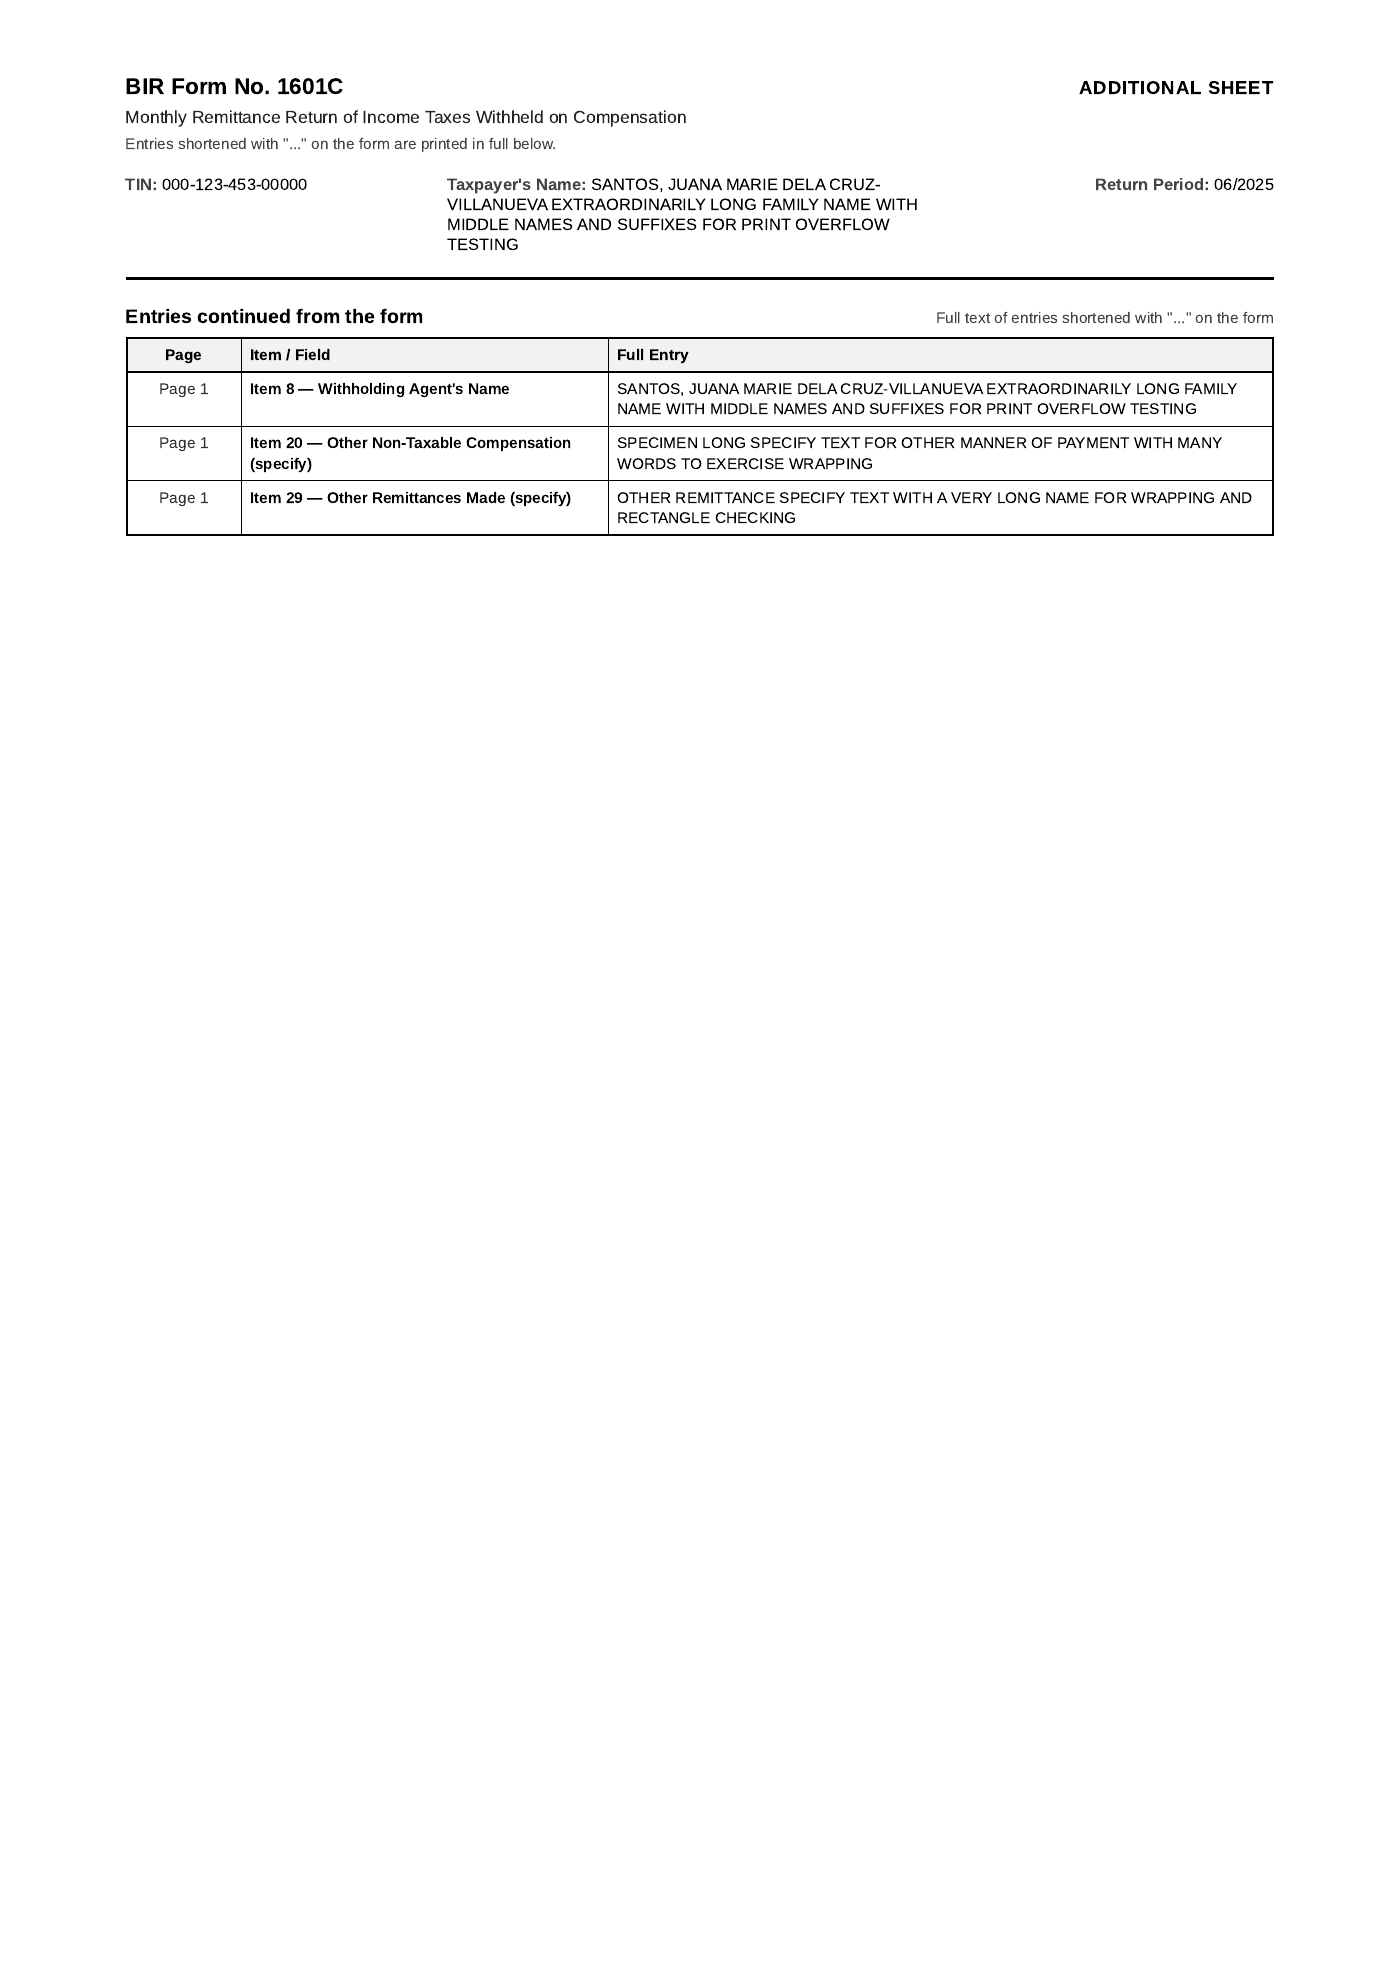 BIR Form No. 1601C
ADDITIONAL SHEET
Monthly Remittance Return of Income Taxes Withheld on Compensation
Entries shortened with "..." on the form are printed in full below.
TIN: 000-123-453-00000
Taxpayer's Name: SANTOS, JUANA MARIE DELA CRUZ-
VILLANUEVA EXTRAORDINARILY LONG FAMILY NAME WITH
MIDDLE NAMES AND SUFFIXES FOR PRINT OVERFLOW
TESTING
Return Period: 06/2025
Entries continued from the form
Full text of entries shortened with "..." on the form
Page
Item / Field
Full Entry
Page 1
Item 8 — Withholding Agent's Name
SANTOS, JUANA MARIE DELA CRUZ-VILLANUEVA EXTRAORDINARILY LONG FAMILY
NAME WITH MIDDLE NAMES AND SUFFIXES FOR PRINT OVERFLOW TESTING
Page 1
Item 20 — Other Non-Taxable Compensation
(specify)
SPECIMEN LONG SPECIFY TEXT FOR OTHER MANNER OF PAYMENT WITH MANY
WORDS TO EXERCISE WRAPPING
Page 1
Item 29 — Other Remittances Made (specify)
OTHER REMITTANCE SPECIFY TEXT WITH A VERY LONG NAME FOR WRAPPING AND
RECTANGLE CHECKING